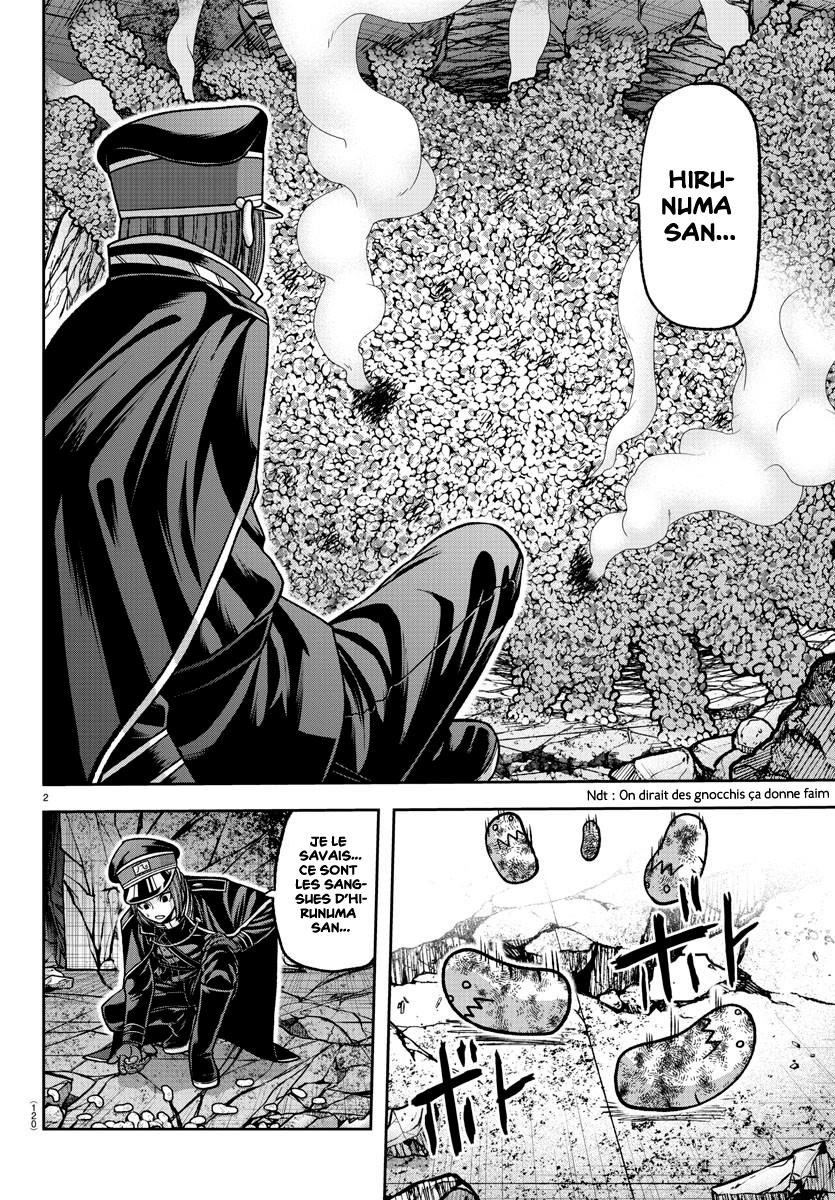 HIRU-
NUMA
SAN...
Ndt : On dirait des gnocchis ça donne faim
2
JE LE
SAVAIS...
CE SONT
LES SANG-
SUES D'HI-
RUNUMA
SAN...
ボト
ボト
(120)